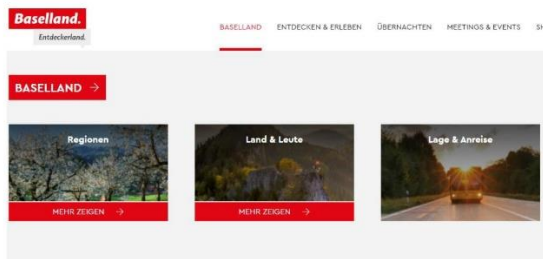 Baselland.
Entdeckerland.
BASELLAND ENTDECKEN & ERLEBEN ÜBERNACHTEN MEETINGS & EVENTS
BASELLAND →
Regionen
Land & Leute
Lage & Anreise
MEHR ZEIGEN →
MEHR ZEIGEN →